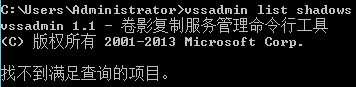 C:\Users\Administrator>vssadmin list shadows
vssadmin 1.1 - 卷影复制服务管理命令行工具
(C) 版权所有 2001-2013 Microsoft Corp.
找不到满足查询的项目。